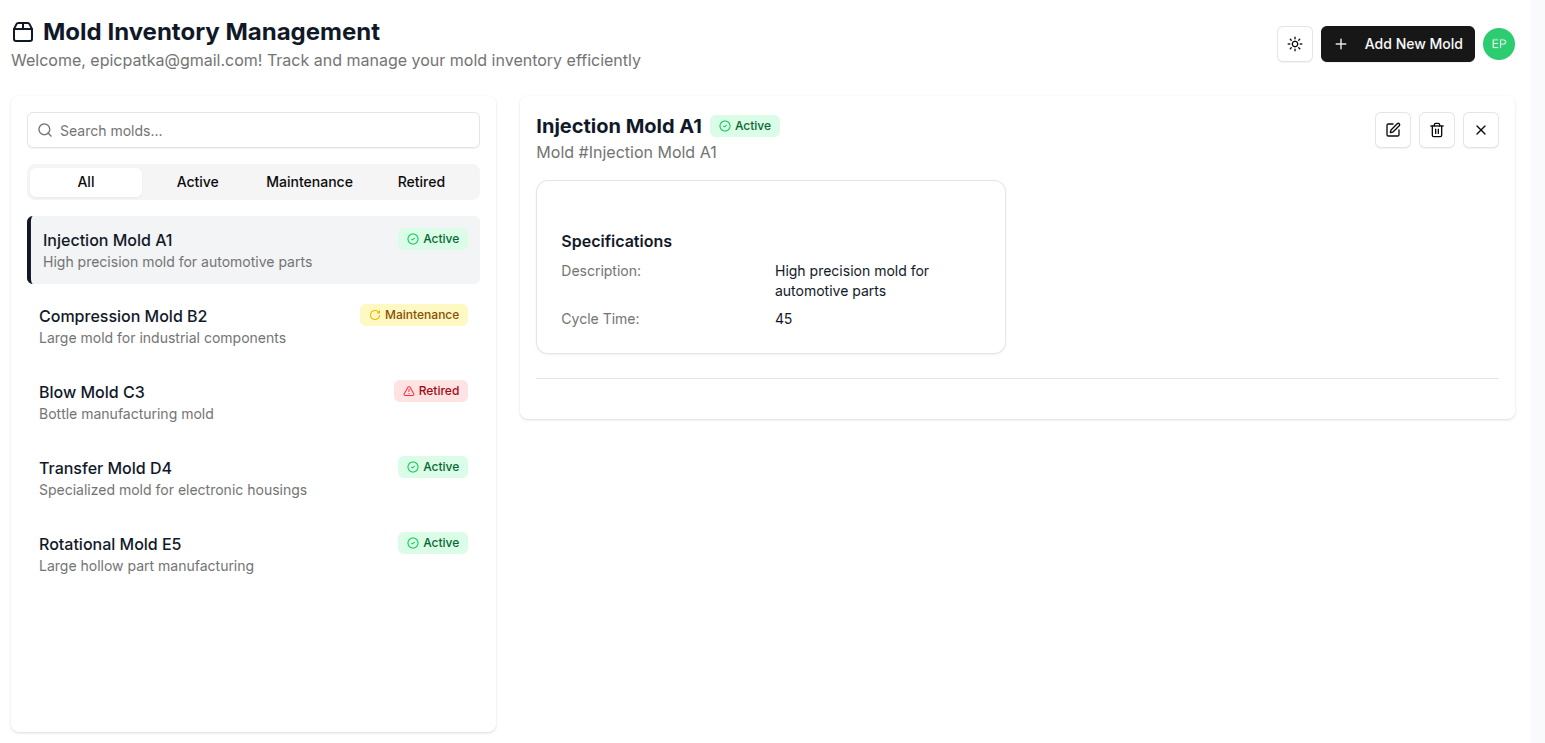 Mold Inventory Management
Welcome, epicpatka@gmail.com! Track and manage your mold inventory efficiently
Add New Mold
EP
Search molds...
All Active Maintenance Retired
Injection Mold A1 Active
High precision mold for automotive parts
Compression Mold B2 Maintenance
Large mold for industrial components
Blow Mold C3 Retired
Bottle manufacturing mold
Transfer Mold D4 Active
Specialized mold for electronic housings
Rotational Mold E5 Active
Large hollow part manufacturing
Injection Mold A1 Active
Mold #Injection Mold A1
Specifications
Description: High precision mold for
automotive parts
Cycle Time: 45